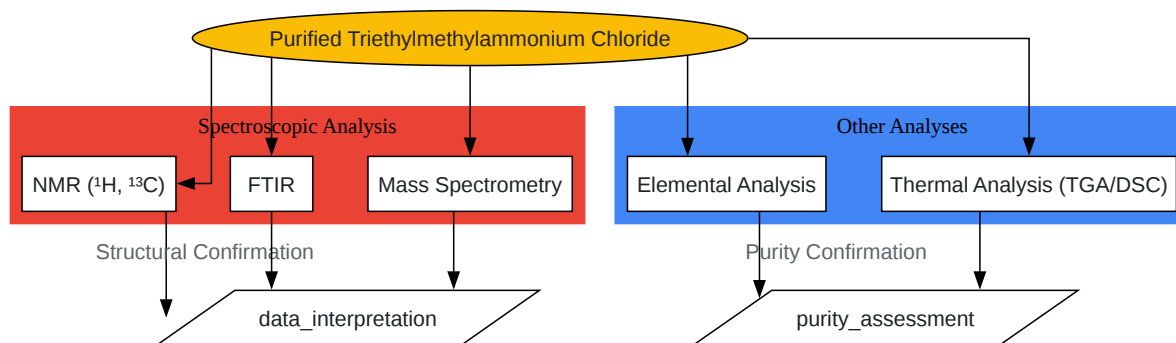 Purified Triethylmethylammonium Chloride
Spectroscopic Analysis
Other Analyses
NMR (¹H, ¹³C)
FTIR
Mass Spectrometry
Elemental Analysis
Thermal Analysis (TGA/DSC)
Structural Confirmation
Purity Confirmation
data_interpretation
purity_assessment